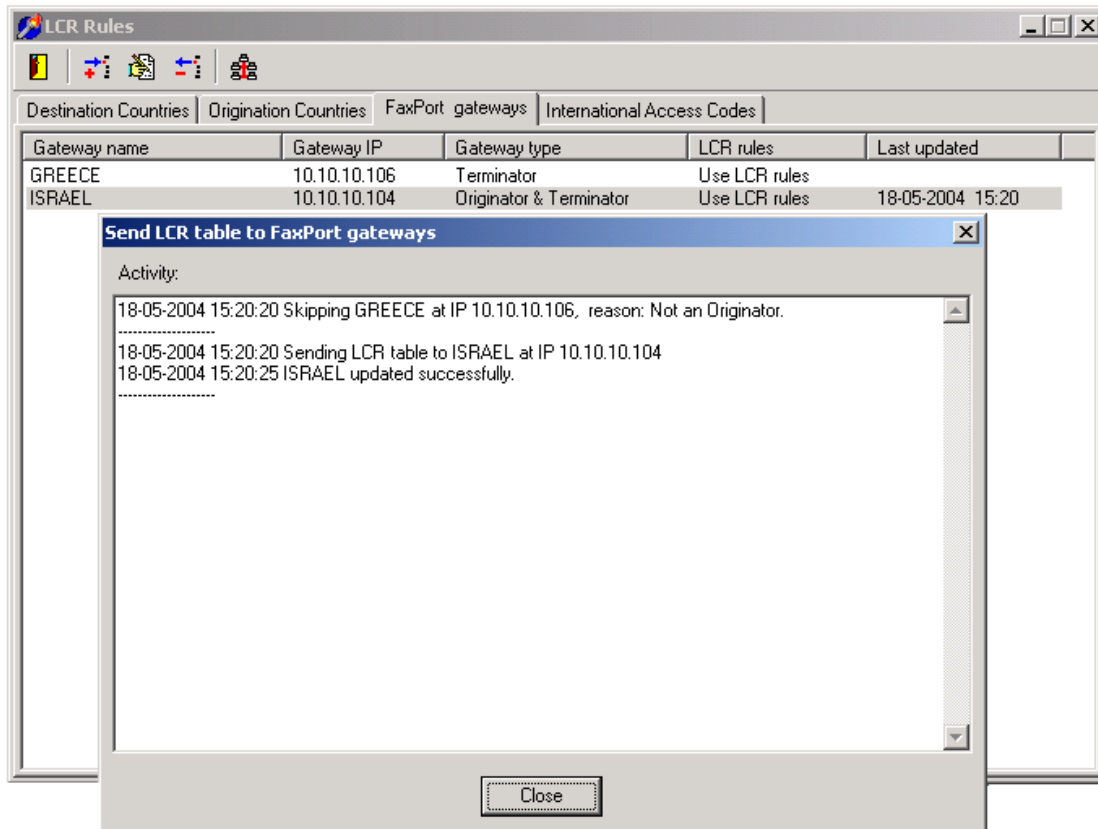 LCR Rules
Destination Countries Origination Countries FaxPort gateways International Access Codes
Gateway name Gateway IP Gateway type LCR rules Last updated
GREECE 10.10.10.106 Terminator Use LCR rules
ISRAEL 10.10.10.104 Originator & Terminator Use LCR rules 18-05-2004 15:20
Send LCR table to FaxPort gateways
Activity:
18-05-2004 15:20:20 Skipping GREECE at IP 10.10.10.106, reason: Not an Originator.
--------------------
18-05-2004 15:20:20 Sending LCR table to ISRAEL at IP 10.10.10.104
18-05-2004 15:20:25 ISRAEL updated successfully.
--------------------
Close